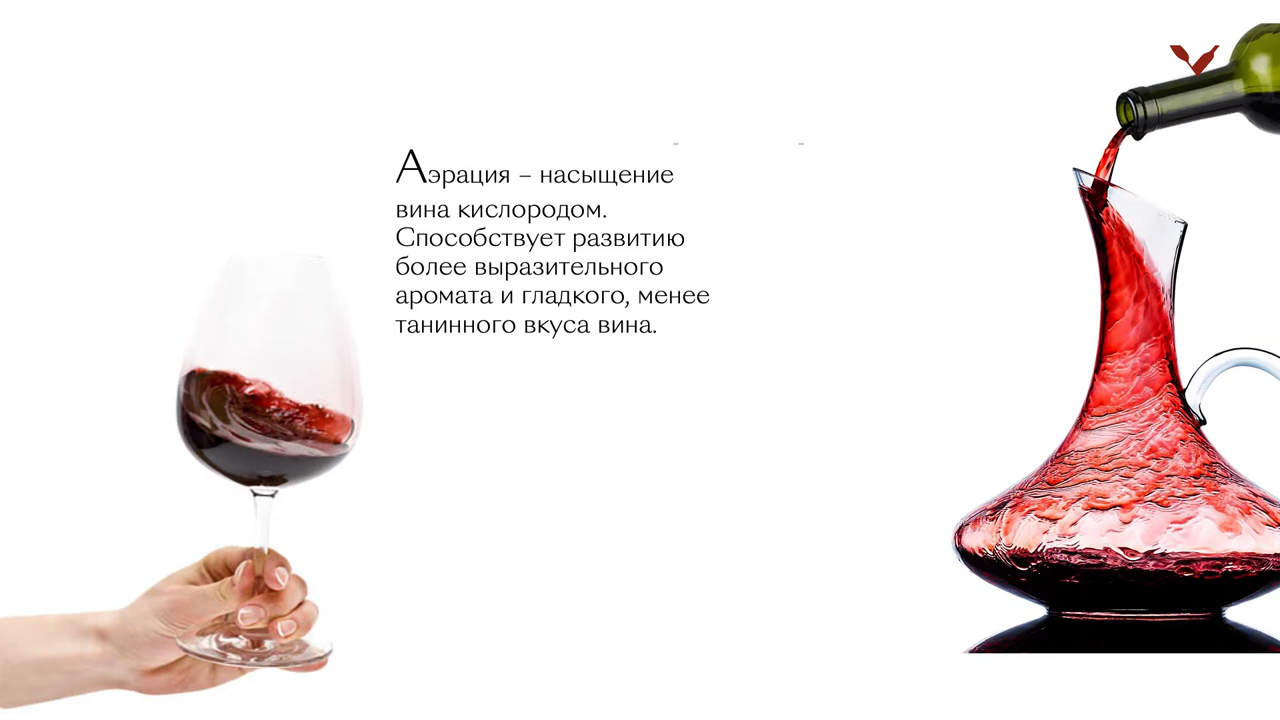 Аэрация – насыщение
вина кислородом.
Способствует развитию
более выразительного
аромата и гладкого, менее
танинного вкуса вина.